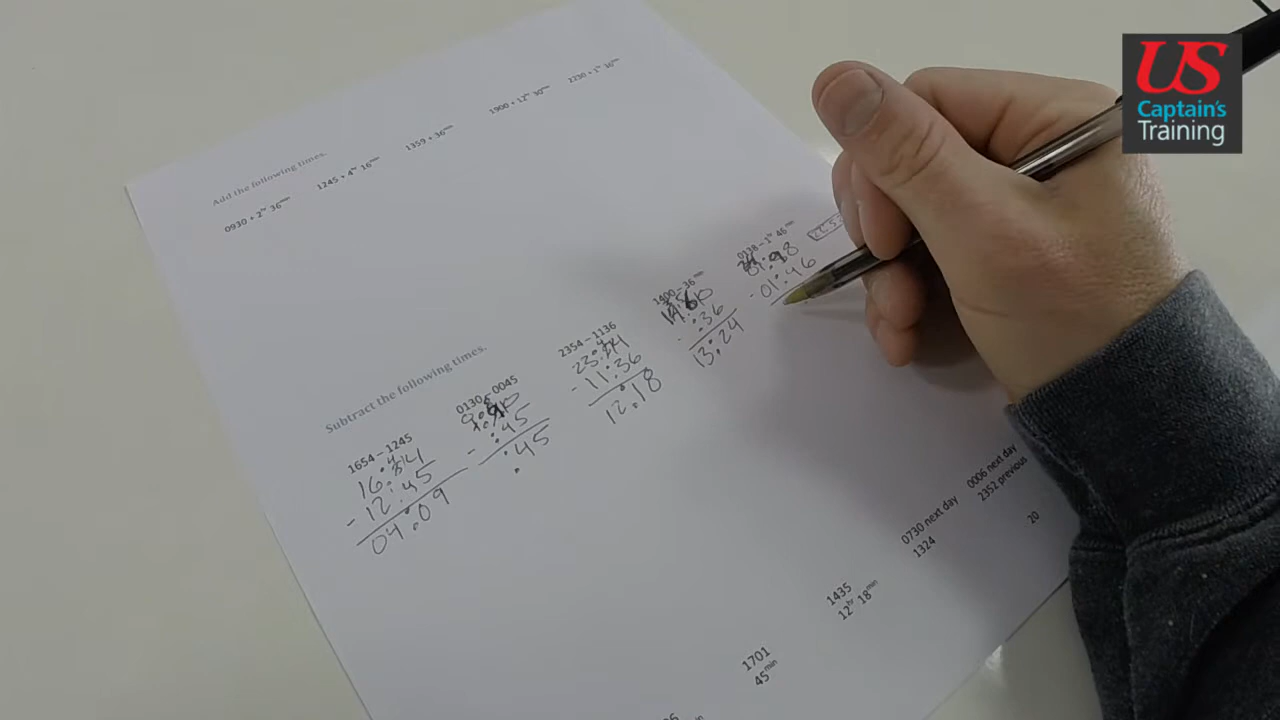 US
Captain's
Training
Add the following times.
0930 + 2hr 36min
1245 + 4hr 16min
1359 + 36min
1900 + 12hr 30min
2230 + 1hr 16min
Subtract the following times.
1654 – 1245
16:54
- 12:45
04:09
0130 – 0045
- :45
:45
2354 – 1136
23:54
- 11:36
12:18
1400 – 36min
- :36
13:24
0138 – 1hr 46min
- 01:46
1701
45min
1435
12hr 18min
0730 next day
1324
0006 next day
2352 previous
20